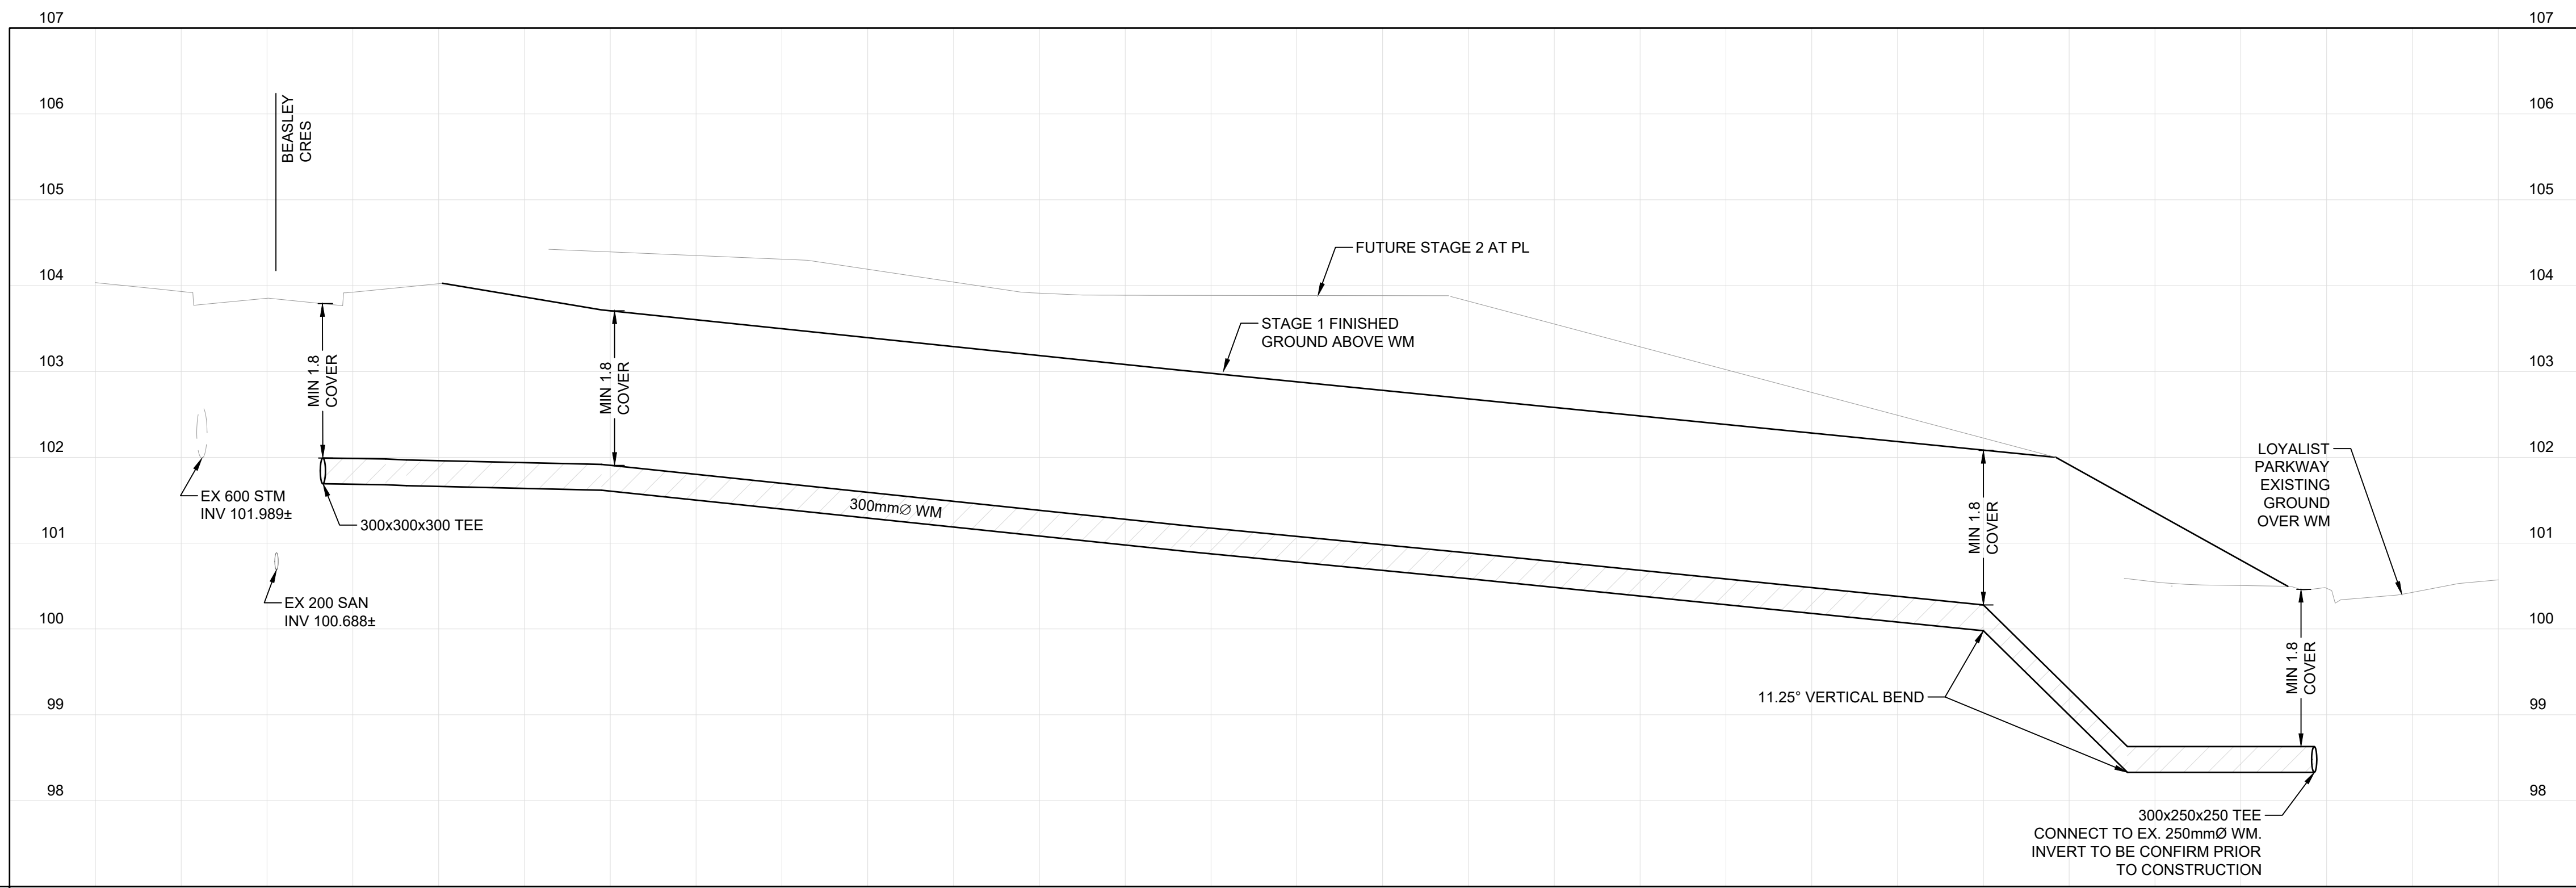 107
107
106
106
BEASLEY
CRES
105
105
104
104
FUTURE STAGE 2 AT PL
STAGE 1 FINISHED
GROUND ABOVE WM
103
103
MIN 1.8
COVER
MIN 1.8
COVER
102
102
LOYALIST
PARKWAY
EXISTING
GROUND
OVER WM
EX 600 STM
INV 101.989±
300x300x300 TEE
300mm∅ WM
MIN 1.8
COVER
101
101
EX 200 SAN
INV 100.688±
100
100
MIN 1.8
COVER
11.25° VERTICAL BEND
99
99
98
98
300x250x250 TEE
CONNECT TO EX. 250mmØ WM.
INVERT TO BE CONFIRM PRIOR
TO CONSTRUCTION